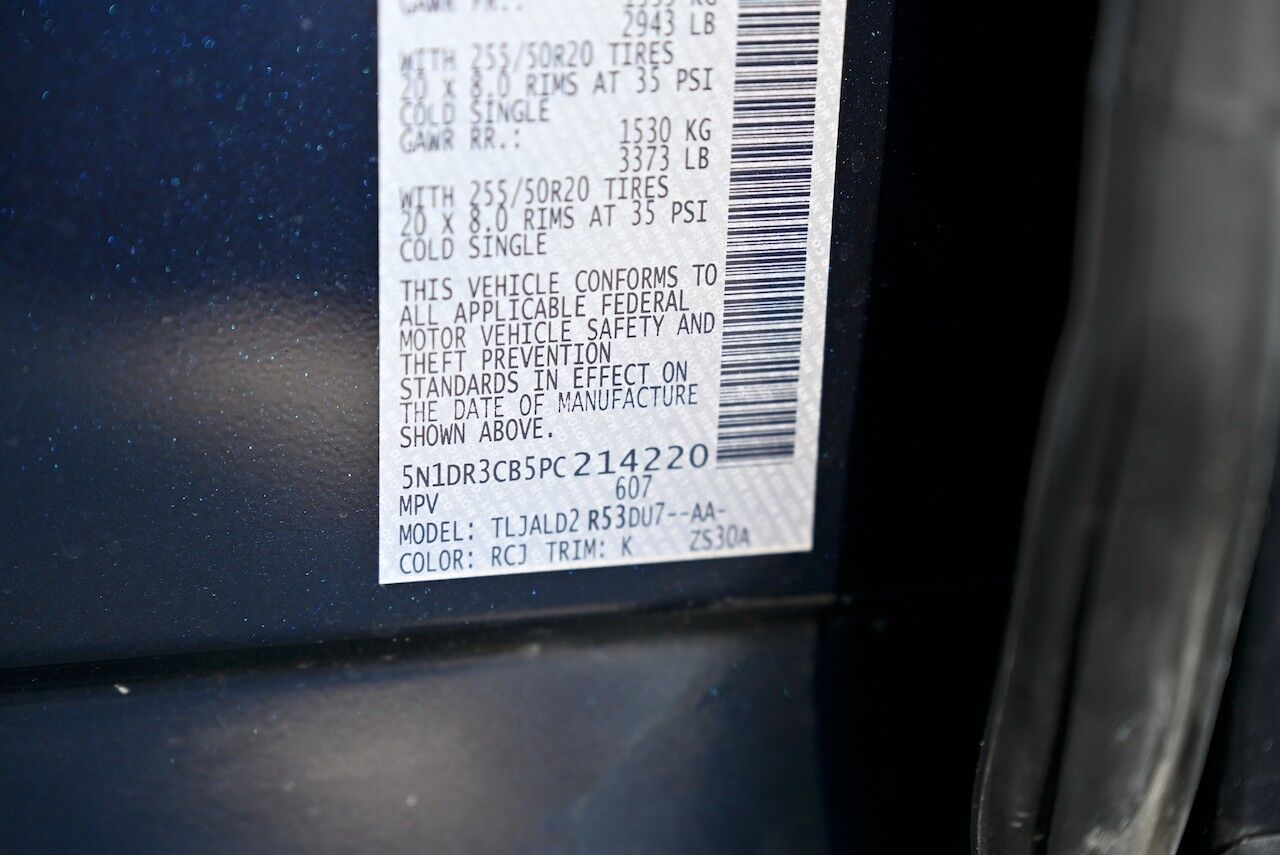 GAWR FR.:
2943 LB
WITH 255/50R20 TIRES
20 X 8.0 RIMS AT 35 PSI
COLD SINGLE
GAWR RR.: 1530 KG
3373 LB
WITH 255/50R20 TIRES
20 X 8.0 RIMS AT 35 PSI
COLD SINGLE
THIS VEHICLE CONFORMS TO
ALL APPLICABLE FEDERAL
MOTOR VEHICLE SAFETY AND
THEFT PREVENTION
STANDARDS IN EFFECT ON
THE DATE OF MANUFACTURE
SHOWN ABOVE.
5N1DR3CB5PC214220
MPV 607
MODEL: TLJALD2 R53DU7--AA-
COLOR: RCJ TRIM: K ZS30A